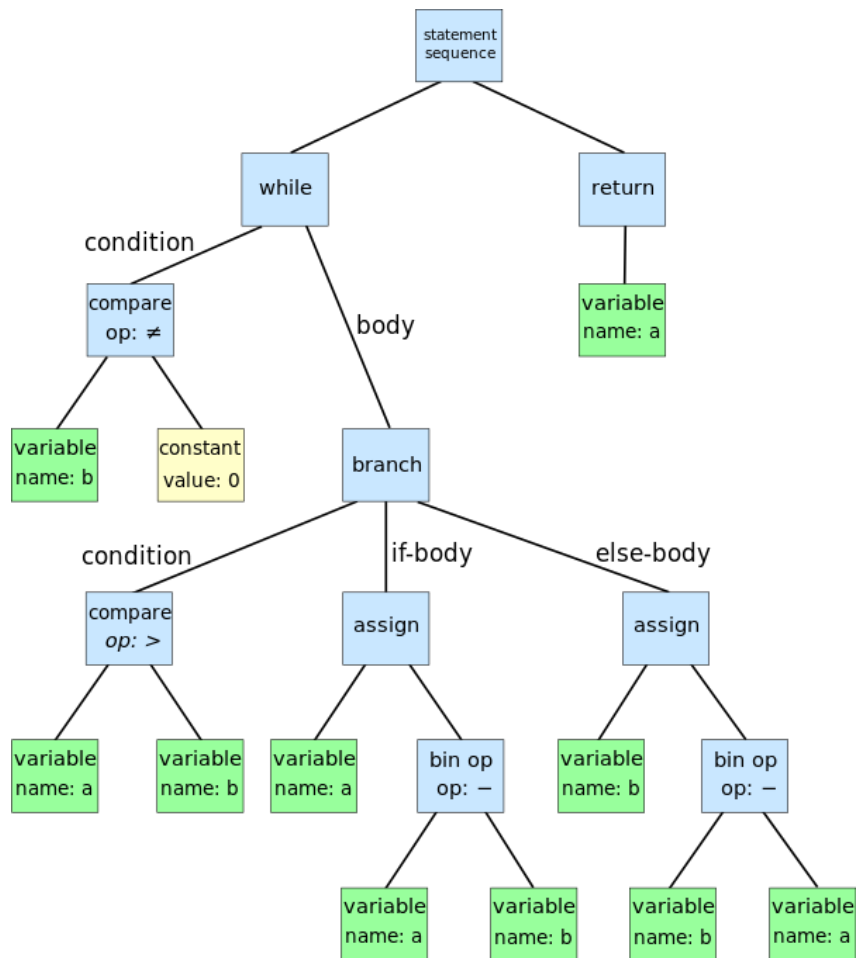 statement
sequence
while
return
condition
body
compare
op: ≠
variable
name: a
variable
name: b
constant
value: 0
branch
condition
if-body
else-body
compare
op: >
assign
assign
variable
name: a
variable
name: b
variable
name: a
bin op
op: −
variable
name: b
bin op
op: −
variable
name: a
variable
name: b
variable
name: b
variable
name: a